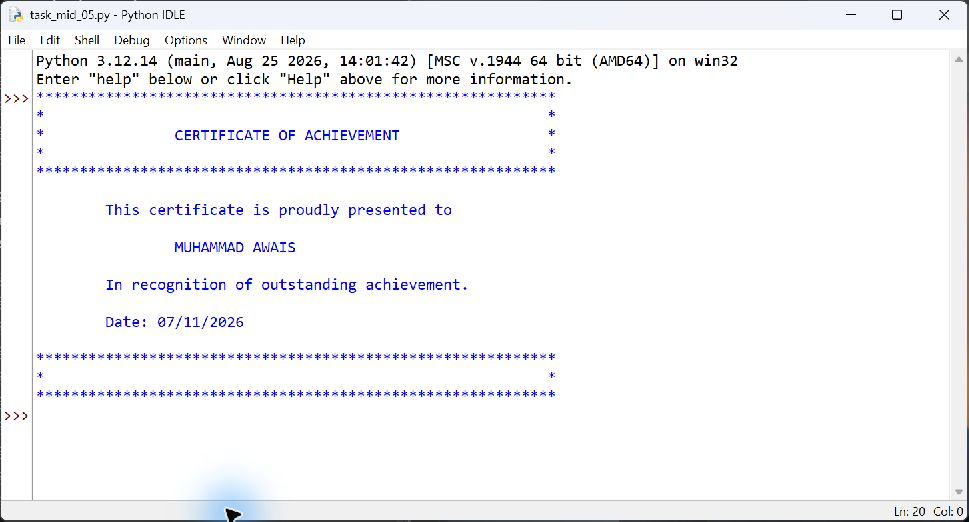 task_mid_05.py - Python IDLE
File Edit Shell Debug Options Window Help
Python 3.12.14 (main, Aug 25 2026, 14:01:42) [MSC v.1944 64 bit (AMD64)] on win32
Enter "help" below or click "Help" above for more information.
>>> ************************************************************
*                                                          *
*               CERTIFICATE OF ACHIEVEMENT                 *
*                                                          *
************************************************************
This certificate is proudly presented to
MUHAMMAD AWAIS
In recognition of outstanding achievement.
Date: 07/11/2026
************************************************************
*                                                          *
************************************************************
>>>
Ln: 20 Col: 0